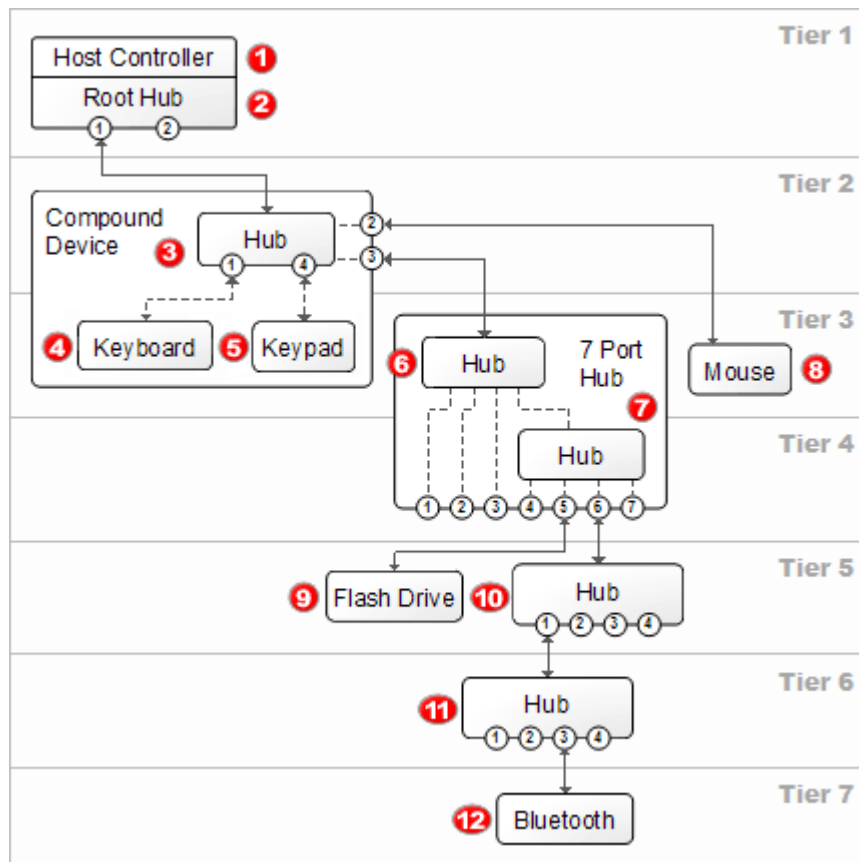 Tier 1
Host Controller 1
Root Hub 2
1 2
Tier 2
Compound
Device
3
Hub
2
3
1 4
Tier 3
4 Keyboard
5 Keypad
6 Hub
7 Port
Hub
7
Mouse 8
Tier 4
Hub
1 2 3 4 5 6 7
Tier 5
9 Flash Drive
10 Hub
1 2 3 4
Tier 6
11 Hub
1 2 3 4
Tier 7
12 Bluetooth